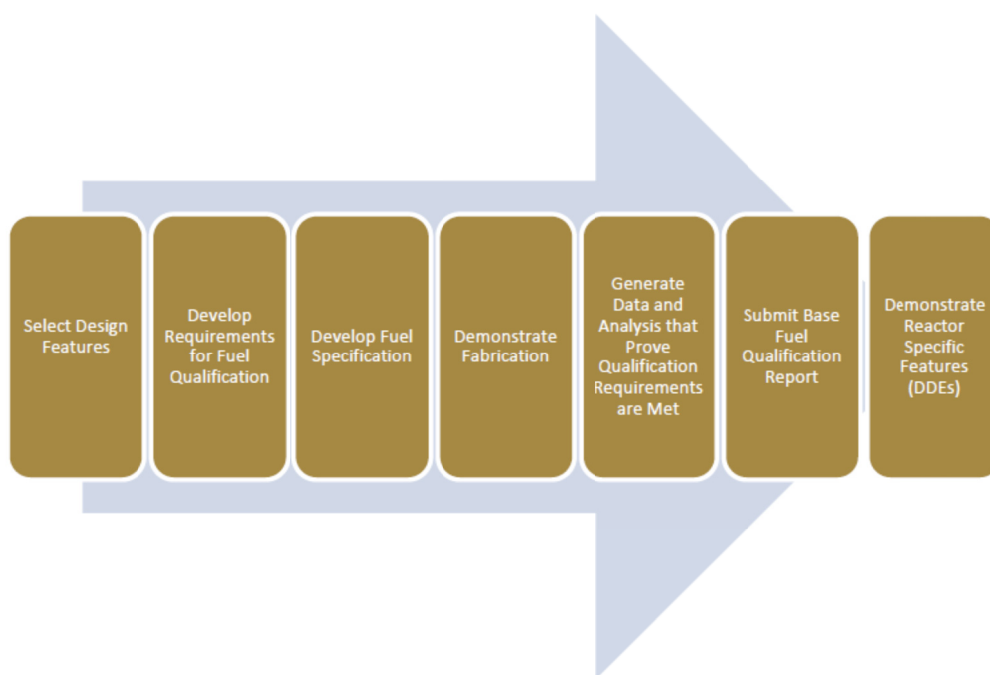 Select Design
Features
Develop
Requirements
for Fuel
Qualification
Develop Fuel
Specification
Demonstrate
Fabrication
Generate
Data and
Analysis that
Prove
Qualification
Requirements
are Met
Submit Base
Fuel
Qualification
Report
Demonstrate
Reactor
Specific
Features
(DDEs)